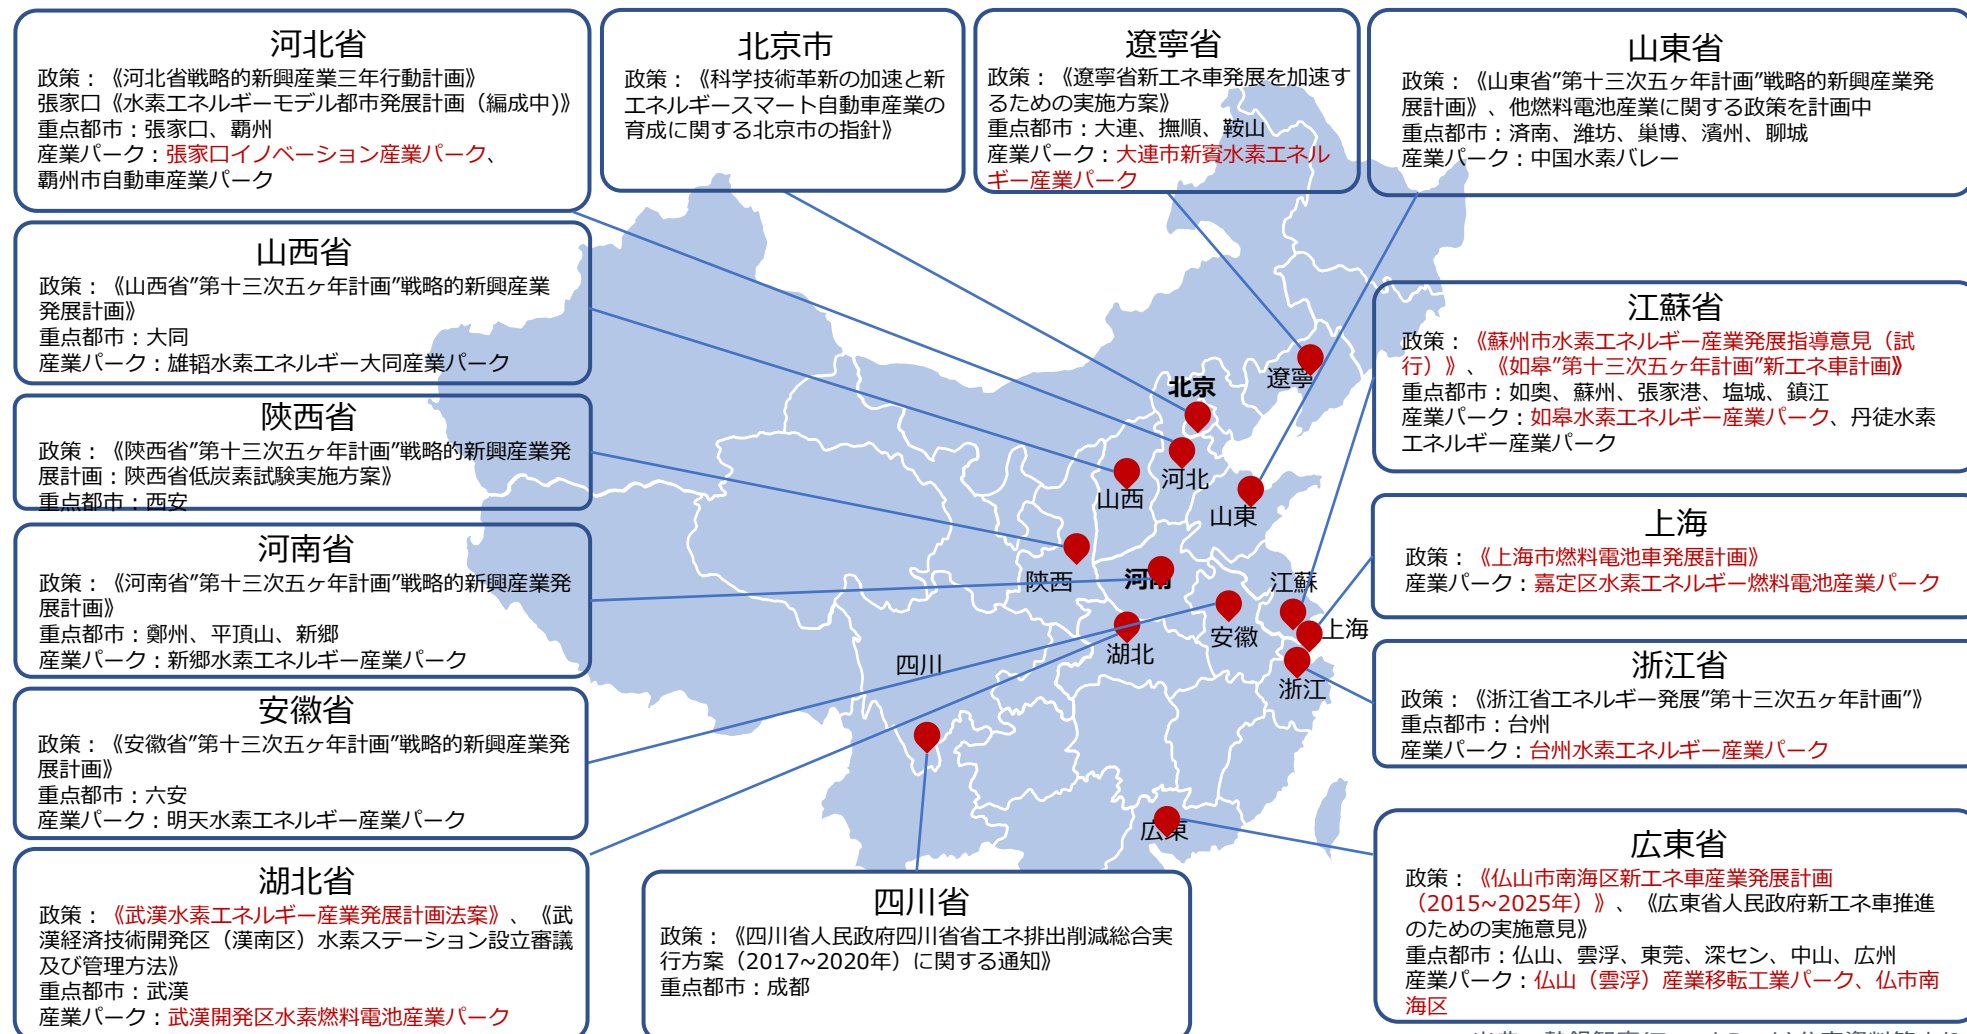 河北省
政策：《河北省戦略的新興産業三年行動計画》
張家口《水素エネルギーモデル都市発展計画（編成中)》
重点都市：張家口、覇州
産業パーク：張家口イノベーション産業パーク、
覇州市自動車産業パーク
北京市
政策：《科学技術革新の加速と新
エネルギースマート自動車産業の
育成に関する北京市の指針》
遼寧省
政策：《遼寧省新エネ車発展を加速す
るための実施方案》
重点都市：大連、撫順、鞍山
産業パーク：大連市新賓水素エネル
ギー産業パーク
山東省
政策：《山東省”第十三次五ヶ年計画”戦略的新興産業発
展計画》、他燃料電池産業に関する政策を計画中
重点都市：済南、濰坊、巣博、濱州、聊城
産業パーク：中国水素バレー
山西省
政策：《山西省”第十三次五ヶ年計画”戦略的新興産業
発展計画》
重点都市：大同
産業パーク：雄韬水素エネルギー大同産業パーク
陝西省
政策：《陝西省”第十三次五ヶ年計画”戦略的新興産業発
展計画：陝西省低炭素試験実施方案》
重点都市：西安
河南省
政策：《河南省”第十三次五ヶ年計画”戦略的新興産業発
展計画》
重点都市：鄭州、平頂山、新郷
産業パーク：新郷水素エネルギー産業パーク
安徽省
政策：《安徽省”第十三次五ヶ年計画”戦略的新興産業発
展計画》
重点都市：六安
産業パーク：明天水素エネルギー産業パーク
湖北省
政策：《武漢水素エネルギー産業発展計画法案》、《武
漢経済技術開発区（漢南区）水素ステーション設立審議
及び管理方法》
重点都市：武漢
産業パーク：武漢開発区水素燃料電池産業パーク
四川省
政策：《四川省人民政府四川省省エネ排出削減総合実
行方案（2017~2020年）に関する通知》
重点都市：成都
江蘇省
政策：《蘇州市水素エネルギー産業発展指導意見（試
行）》、《如皋”第十三次五ヶ年計画”新エネ車計画》
重点都市：如奥、蘇州、張家港、塩城、鎮江
産業パーク：如皋水素エネルギー産業パーク、丹徒水素
エネルギー産業パーク
上海
政策：《上海市燃料電池車発展計画》
産業パーク：嘉定区水素エネルギー燃料電池産業パーク
浙江省
政策：《浙江省エネルギー発展”第十三次五ヶ年計画”》
重点都市：台州
産業パーク：台州水素エネルギー産業パーク
広東省
政策：《仏山市南海区新エネ車産業発展計画
（2015~2025年）》、《広東省人民政府新エネ車推進
のための実施意見》
重点都市：仏山、雲浮、東莞、深セン、中山、広州
産業パーク：仏山（雲浮）産業移転工業パーク、仏市南
海区
遼寧
北京
河北
山西
山東
陝西
河南
江蘇
安徽
上海
湖北
四川
浙江
広東